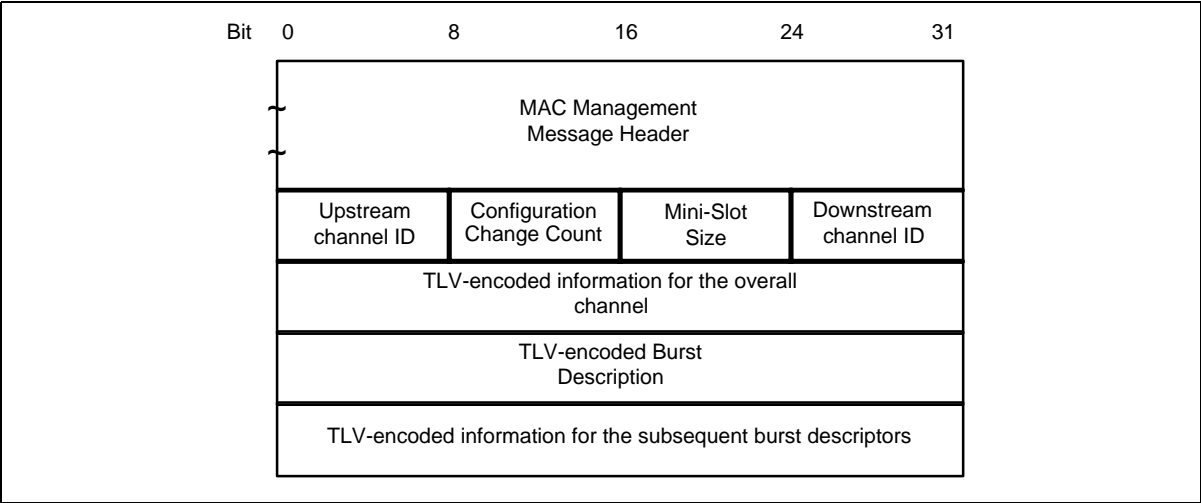 Bit 0 8 16 24 31
MAC Management
Message Header
Upstream
channel ID
Configuration
Change Count
Mini-Slot
Size
Downstream
channel ID
TLV-encoded information for the overall
channel
TLV-encoded Burst
Description
TLV-encoded information for the subsequent burst descriptors